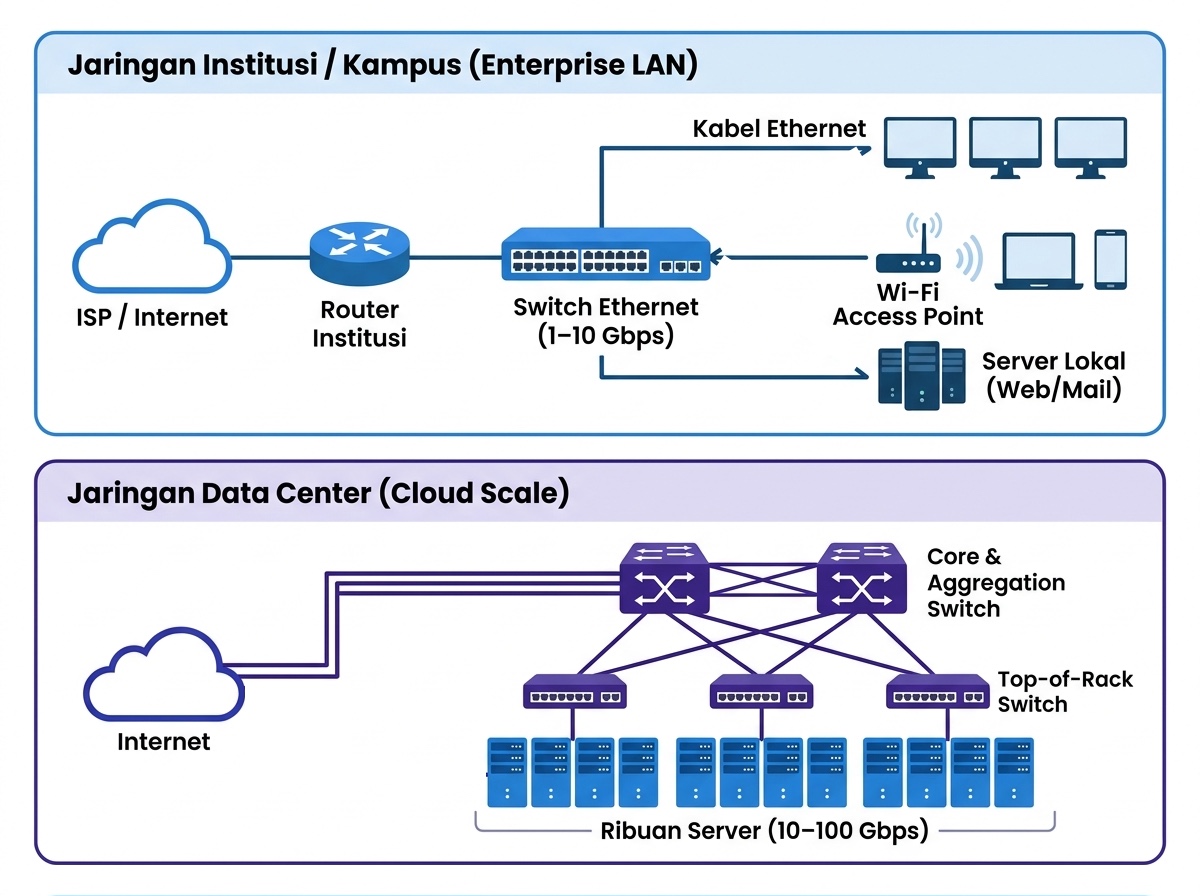 Jaringan Institusi / Kampus (Enterprise LAN)
Kabel Ethernet
ISP / Internet
Router
Institusi
Switch Ethernet
(1–10 Gbps)
Wi-Fi
Access Point
Server Lokal
(Web/Mail)
Jaringan Data Center (Cloud Scale)
Core &
Aggregation
Switch
Internet
Top-of-Rack
Switch
Ribuan Server (10–100 Gbps)